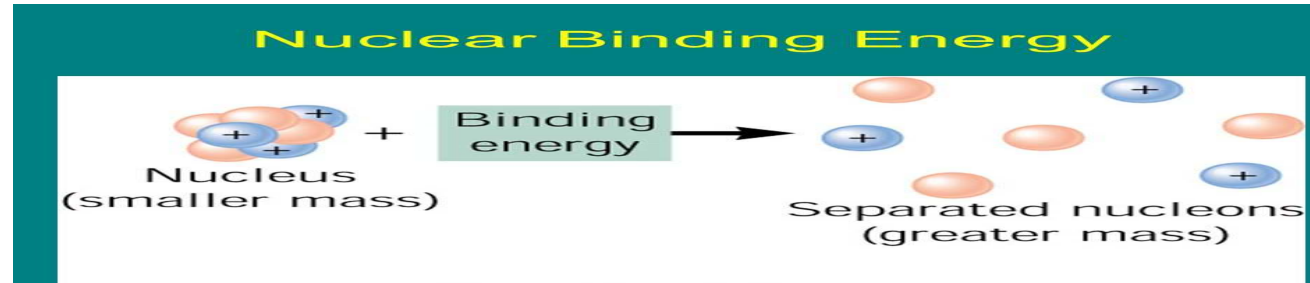 Nuclear Binding Energy
+ + +
+
Binding
energy
Nucleus
(smaller mass)
+
+
+
Separated nucleons
(greater mass)